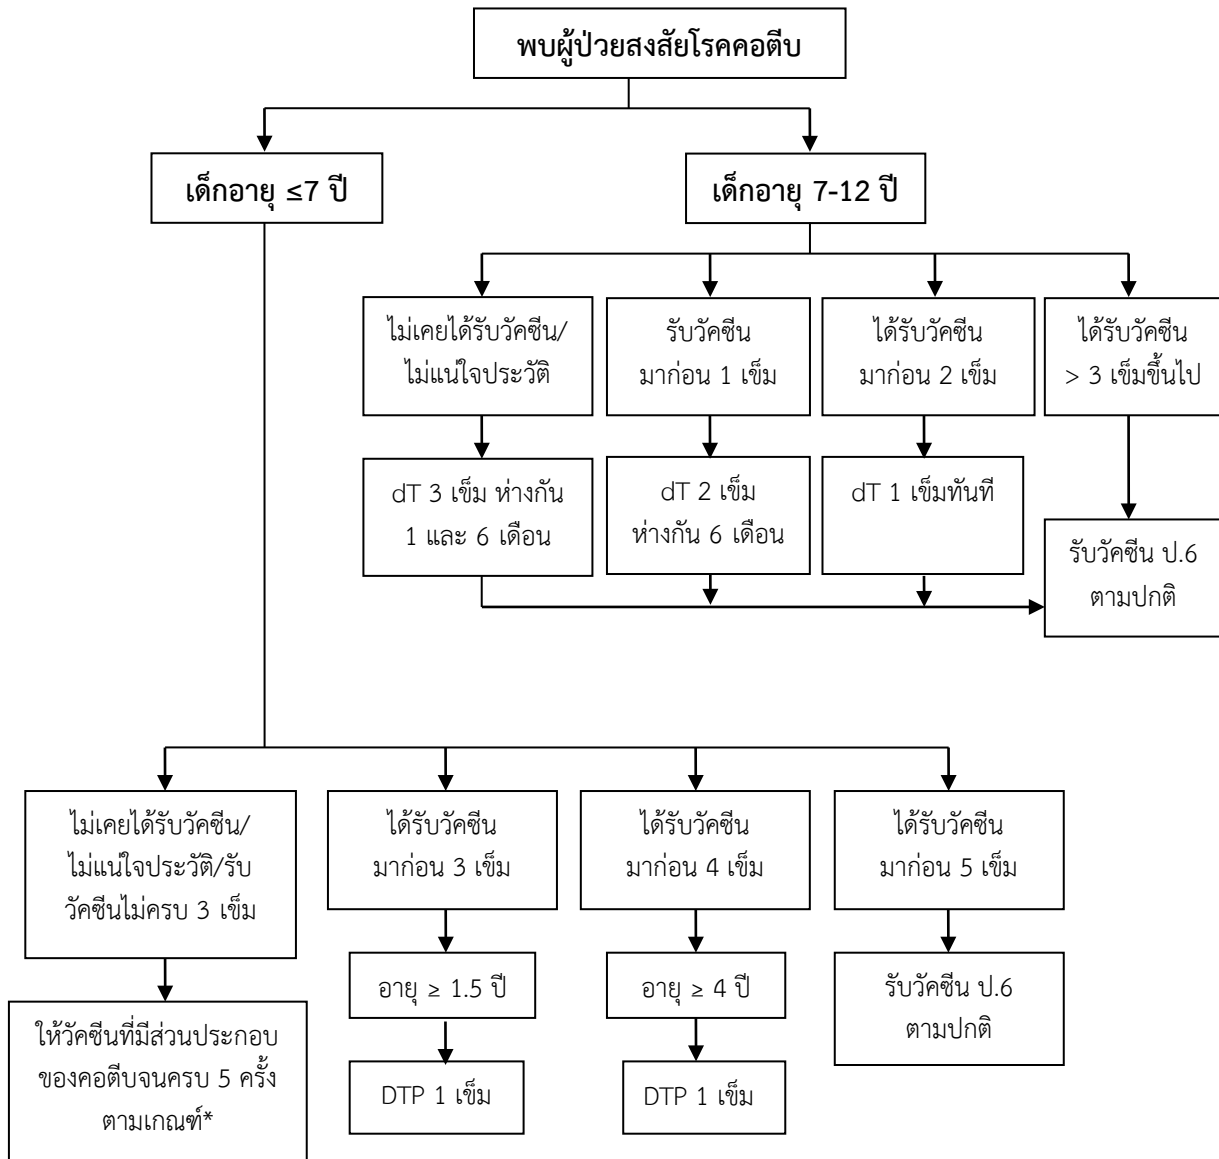 พบผู้ป่วยสงสัยโรคคอตีบ
เด็กอายุ ≤7 ปี
เด็กอายุ 7-12 ปี
ไม่เคยได้รับวัคซีน/
ไม่แน่ใจประวัติ
รับวัคซีน
มาก่อน 1 เข็ม
ได้รับวัคซีน
มาก่อน 2 เข็ม
ได้รับวัคซีน
> 3 เข็มขึ้นไป
dT 3 เข็ม ห่างกัน
1 และ 6 เดือน
dT 2 เข็ม
ห่างกัน 6 เดือน
dT 1 เข็มทันที
รับวัคซีน ป.6
ตามปกติ
ไม่เคยได้รับวัคซีน/
ไม่แน่ใจประวัติ/รับ
วัคซีนไม่ครบ 3 เข็ม
ได้รับวัคซีน
มาก่อน 3 เข็ม
ได้รับวัคซีน
มาก่อน 4 เข็ม
ได้รับวัคซีน
มาก่อน 5 เข็ม
ให้วัคซีนที่มีส่วนประกอบ
ของคอตีบจนครบ 5 ครั้ง
ตามเกณฑ์*
อายุ ≥ 1.5 ปี
อายุ ≥ 4 ปี
รับวัคซีน ป.6
ตามปกติ
DTP 1 เข็ม
DTP 1 เข็ม